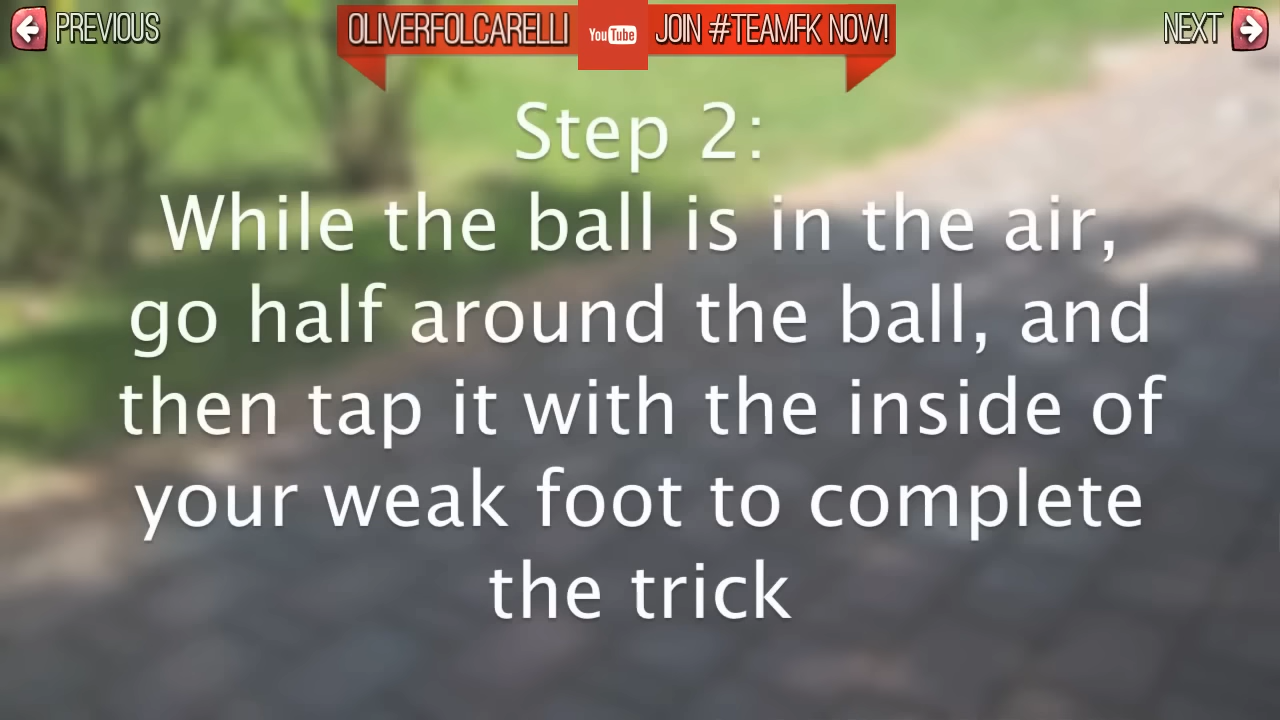 PREVIOUS
OLIVERFOLCARELLI YouTube JOIN #TEAMFK NOW!
NEXT
Step 2:
While the ball is in the air,
go half around the ball, and
then tap it with the inside of
your weak foot to complete
the trick